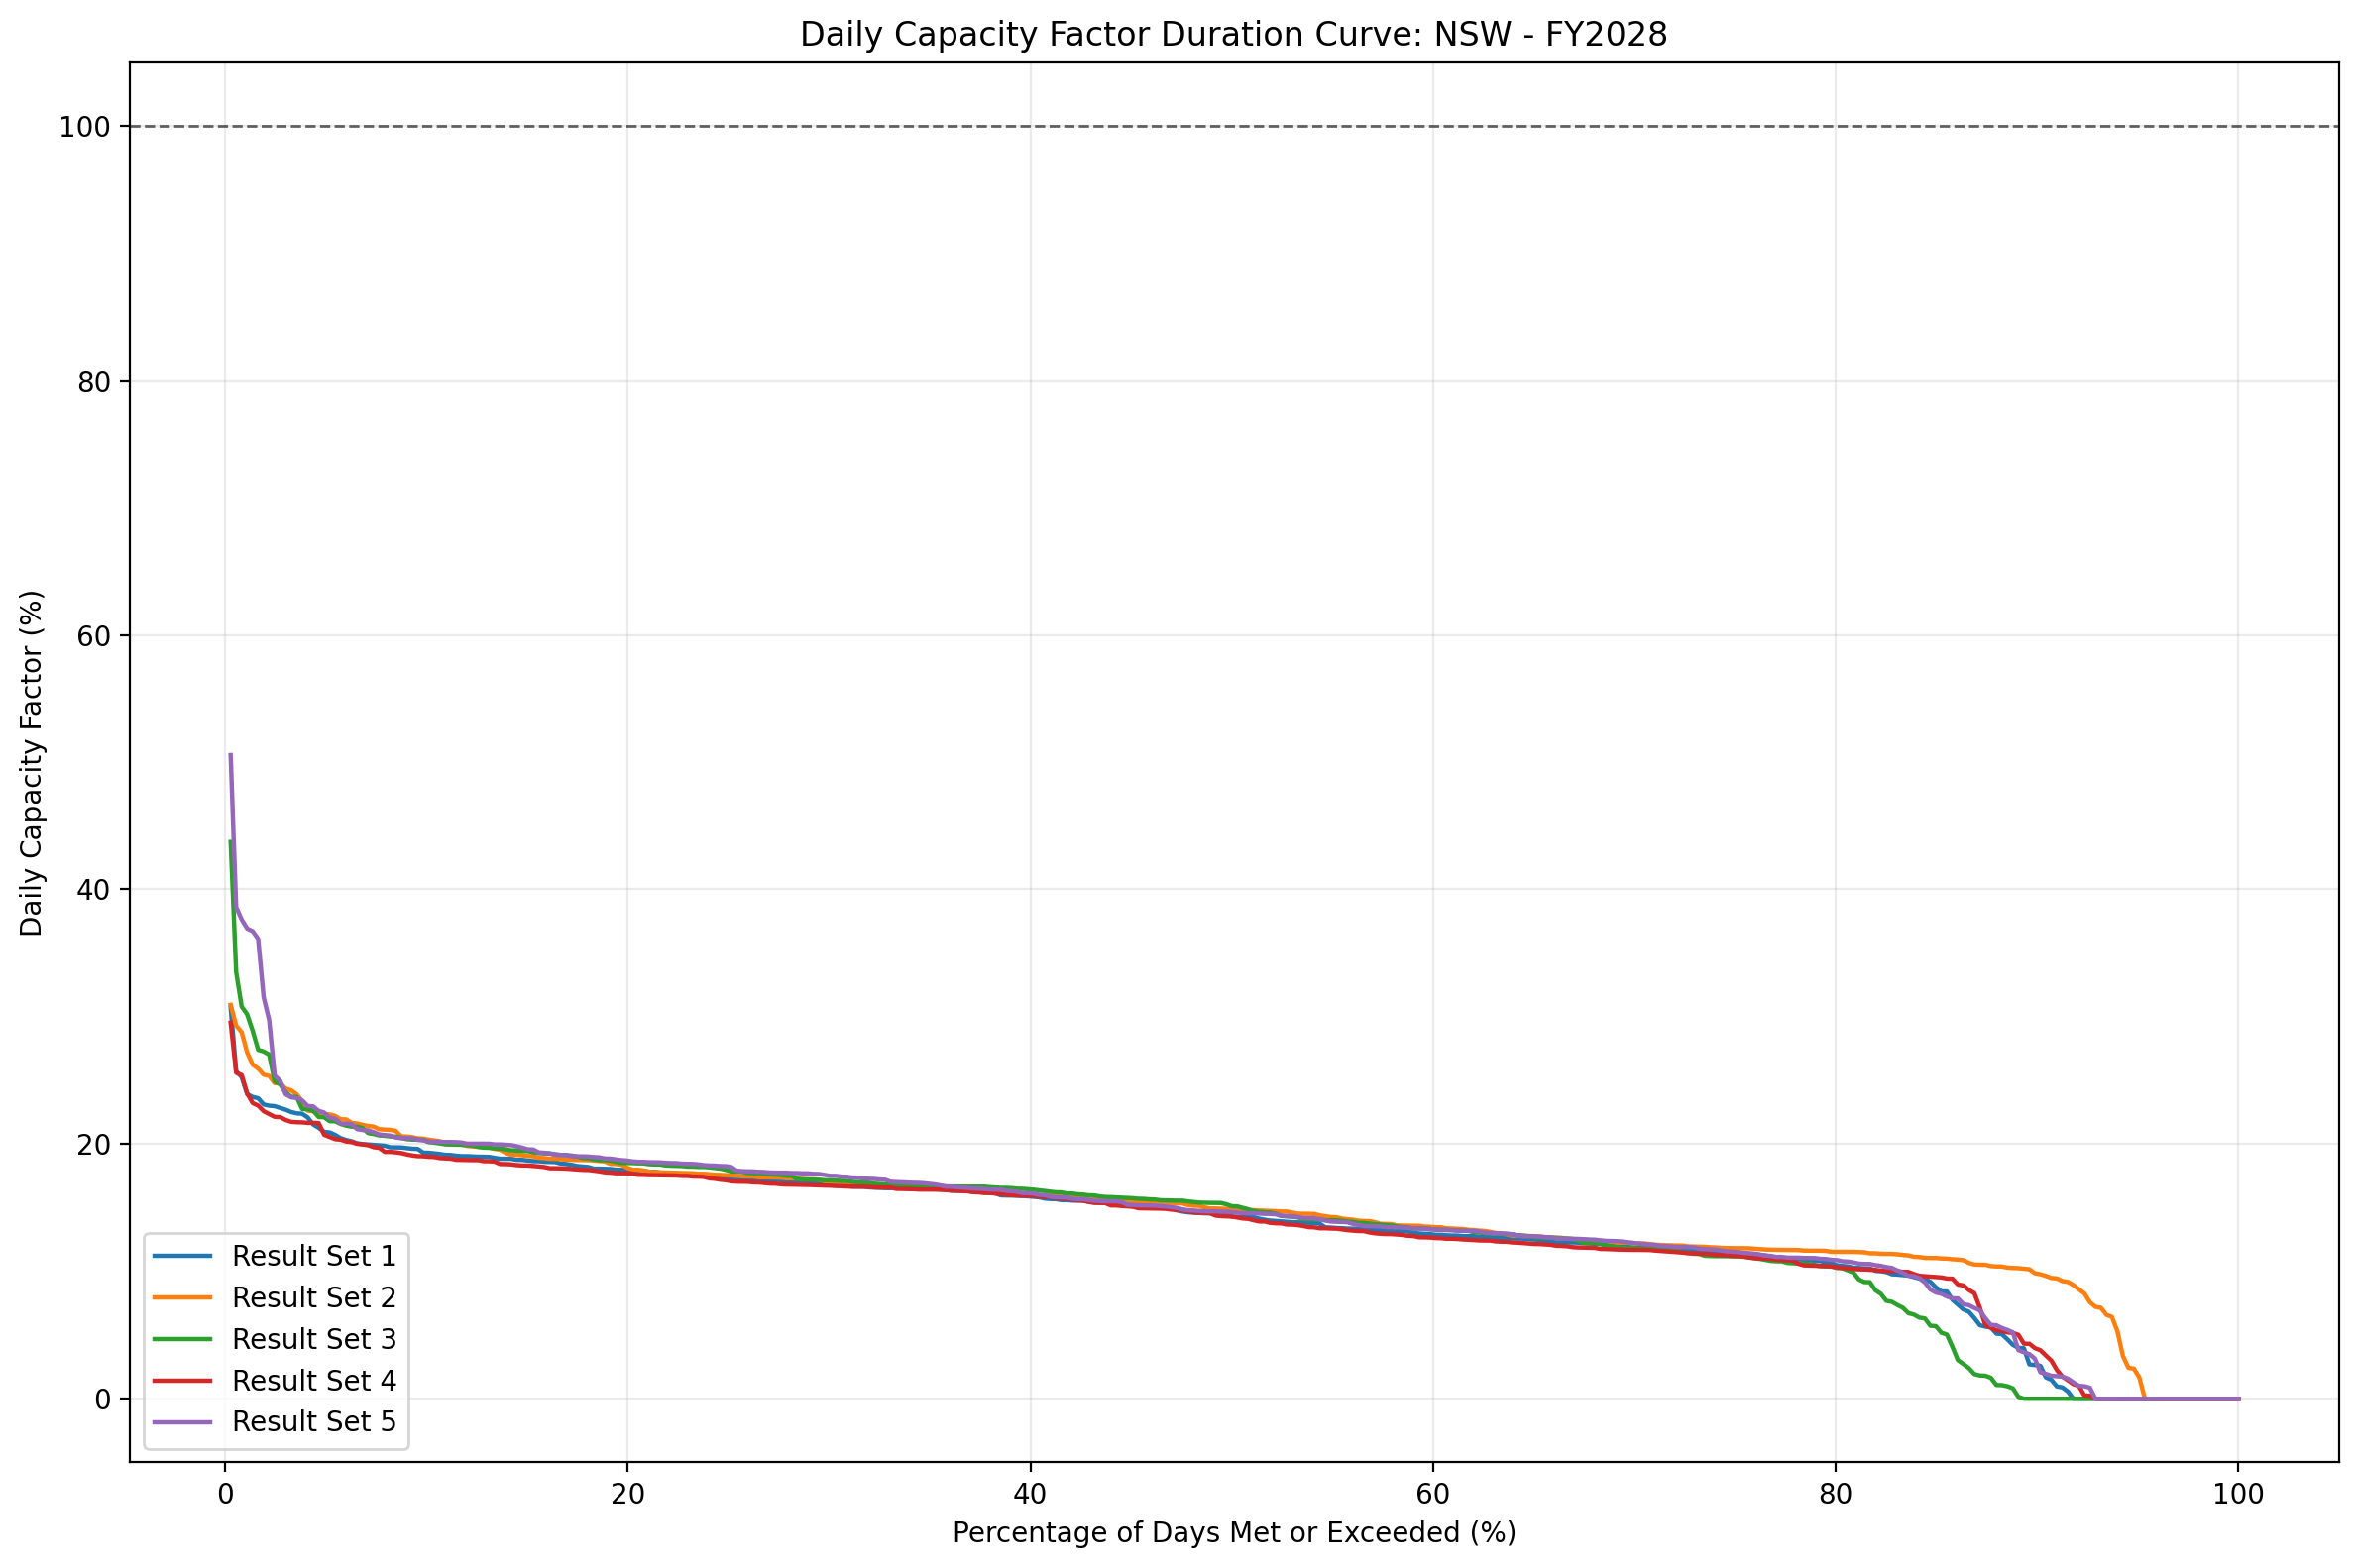 Daily Capacity Factor Duration Curve: NSW - FY2028
Daily Capacity Factor (%)
100
80
60
40
20
0
Result Set 1
Result Set 2
Result Set 3
Result Set 4
Result Set 5
0 20 40 60 80 100
Percentage of Days Met or Exceeded (%)